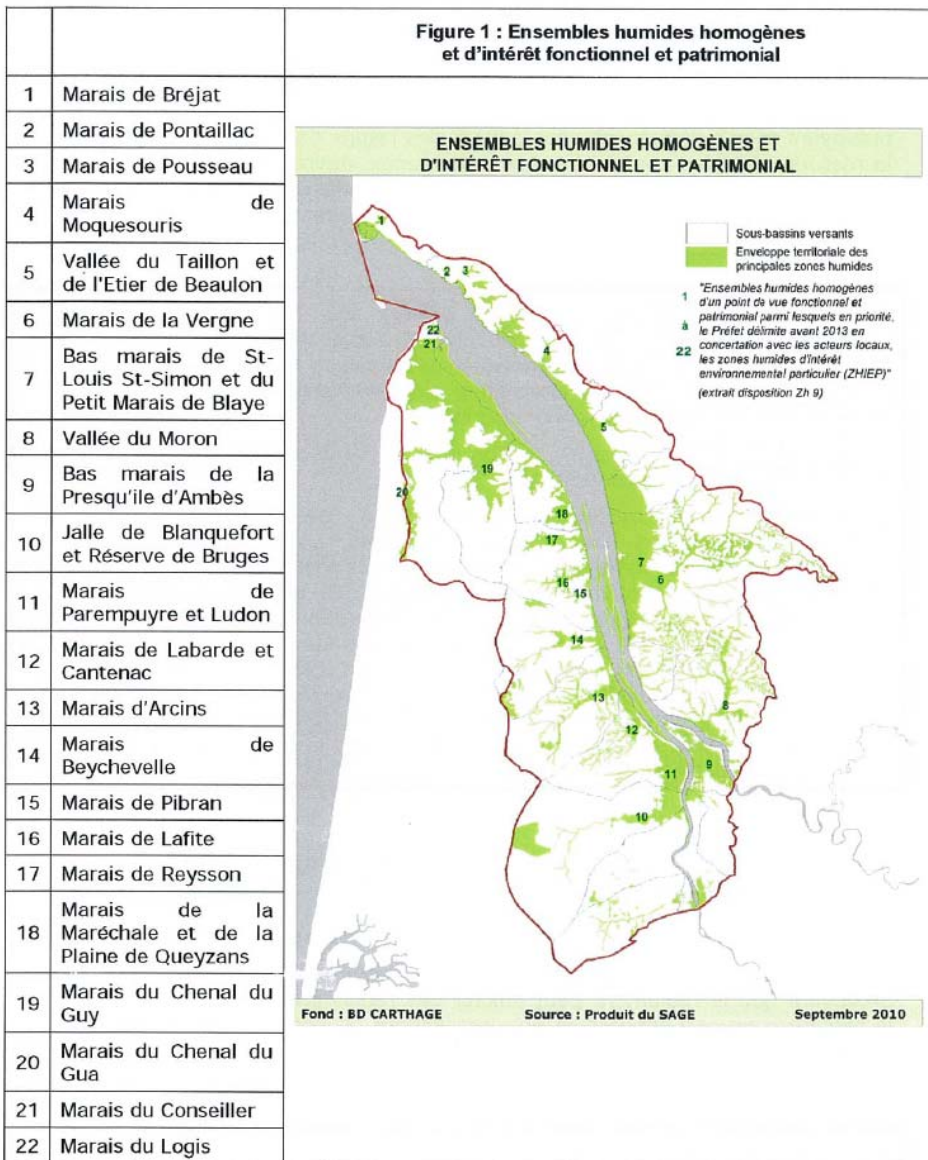 Figure 1 : Ensembles humides homogènes
et d'intérêt fonctionnel et patrimonial
1 Marais de Bréjat
2 Marais de Pontaillac
3 Marais de Pousseau
4 Marais de
Moquesouris
5 Vallée du Taillon et
de l'Etier de Beaulon
6 Marais de la Vergne
7 Bas marais de St-
Louis St-Simon et du
Petit Marais de Blaye
8 Vallée du Moron
9 Bas marais de la
Presqu'ile d'Ambès
10 Jalle de Blanquefort
et Réserve de Bruges
11 Marais de
Parempuyre et Ludon
12 Marais de Labarde et
Cantenac
13 Marais d'Arcins
14 Marais de
Beychevelle
15 Marais de Pibran
16 Marais de Lafite
17 Marais de Reysson
18 Marais de la
Maréchale et de la
Plaine de Queyzans
19 Marais du Chenal du
Guy
20 Marais du Chenal du
Gua
21 Marais du Conseiller
22 Marais du Logis
ENSEMBLES HUMIDES HOMOGÈNES ET
D'INTÉRÊT FONCTIONNEL ET PATRIMONIAL
Sous-bassins versants
Enveloppe territoriale des
principales zones humides
1 "Ensembles humides homogènes
d'un point de vue fonctionnel et
patrimonial parmi lesquels en priorité,
à le Préfet délimite avant 2013 en
concertation avec les acteurs locaux,
22 les zones humides d'intérêt
environnemental particulier (ZHIEP)"
(extrait disposition Zh 9)
1
2 3
22
21
4
5
19
20
18
17
7
6
16
15
14
13
8
12
11
9
10
Fond : BD CARTHAGE Source : Produit du SAGE Septembre 2010